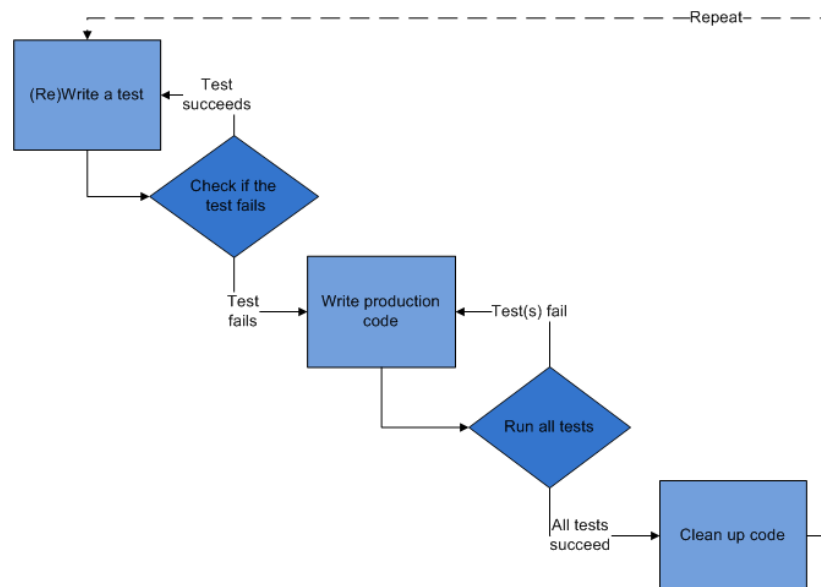 Repeat
(Re)Write a test
Test
succeeds
Check if the
test fails
Test
fails
Write production
code
Test(s) fail
Run all tests
All tests
succeed
Clean up code